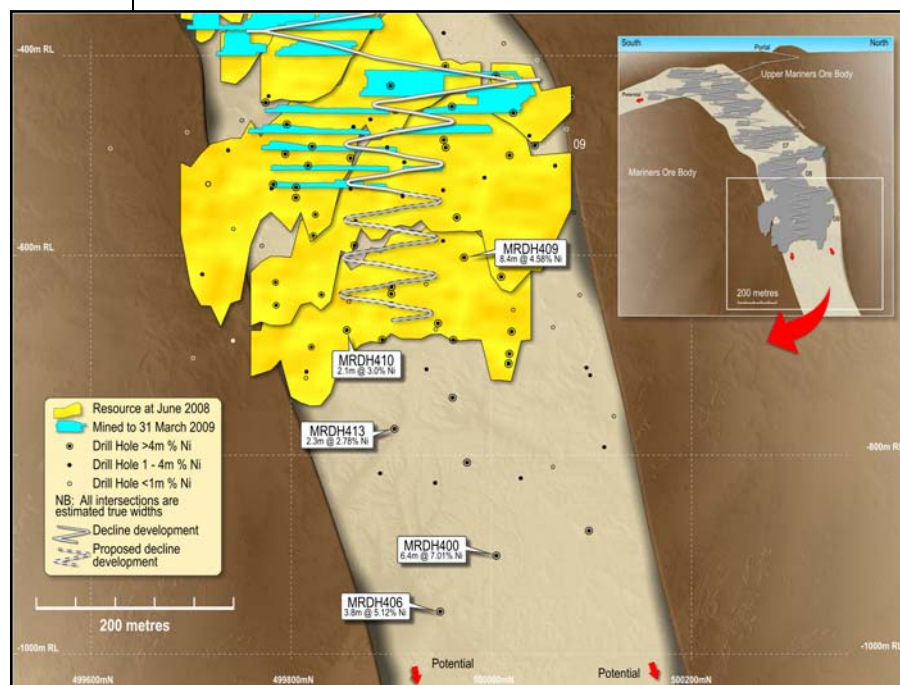 -400m RL
09
-600m RL
MRDH409
8.4m @ 4.58% Ni
MRDH410
2.1m @ 3.0% Ni
MRDH413
2.3m @ 2.78% Ni
-800m RL
MRDH400
6.4m @ 7.01% Ni
MRDH406
3.8m @ 5.12% Ni
-1000m RL
-1000m RL
Potential
Potential
499600mN
499800mN
500000mN
500200mN
Resource at June 2008
Mined to 31 March 2009
Drill Hole >4m % Ni
Drill Hole 1 - 4m % Ni
Drill Hole <1m % Ni
NB: All intersections are
estimated true widths
Decline development
Proposed decline
development
200 metres
South
Portal
North
Upper Mariners Ore Body
Potential
Mariners Ore Body
200 metres
-800m RL